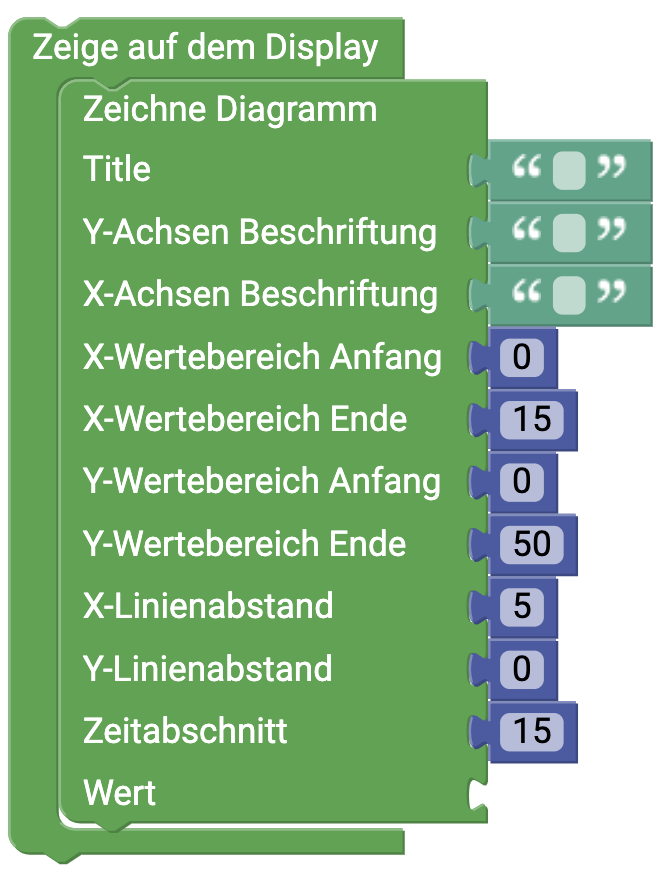 Zeige auf dem Display
Zeichne Diagramm
Title “ ”
Y-Achsen Beschriftung “ ”
X-Achsen Beschriftung “ ”
X-Wertebereich Anfang 0
X-Wertebereich Ende 15
Y-Wertebereich Anfang 0
Y-Wertebereich Ende 50
X-Linienabstand 5
Y-Linienabstand 0
Zeitabschnitt 15
Wert